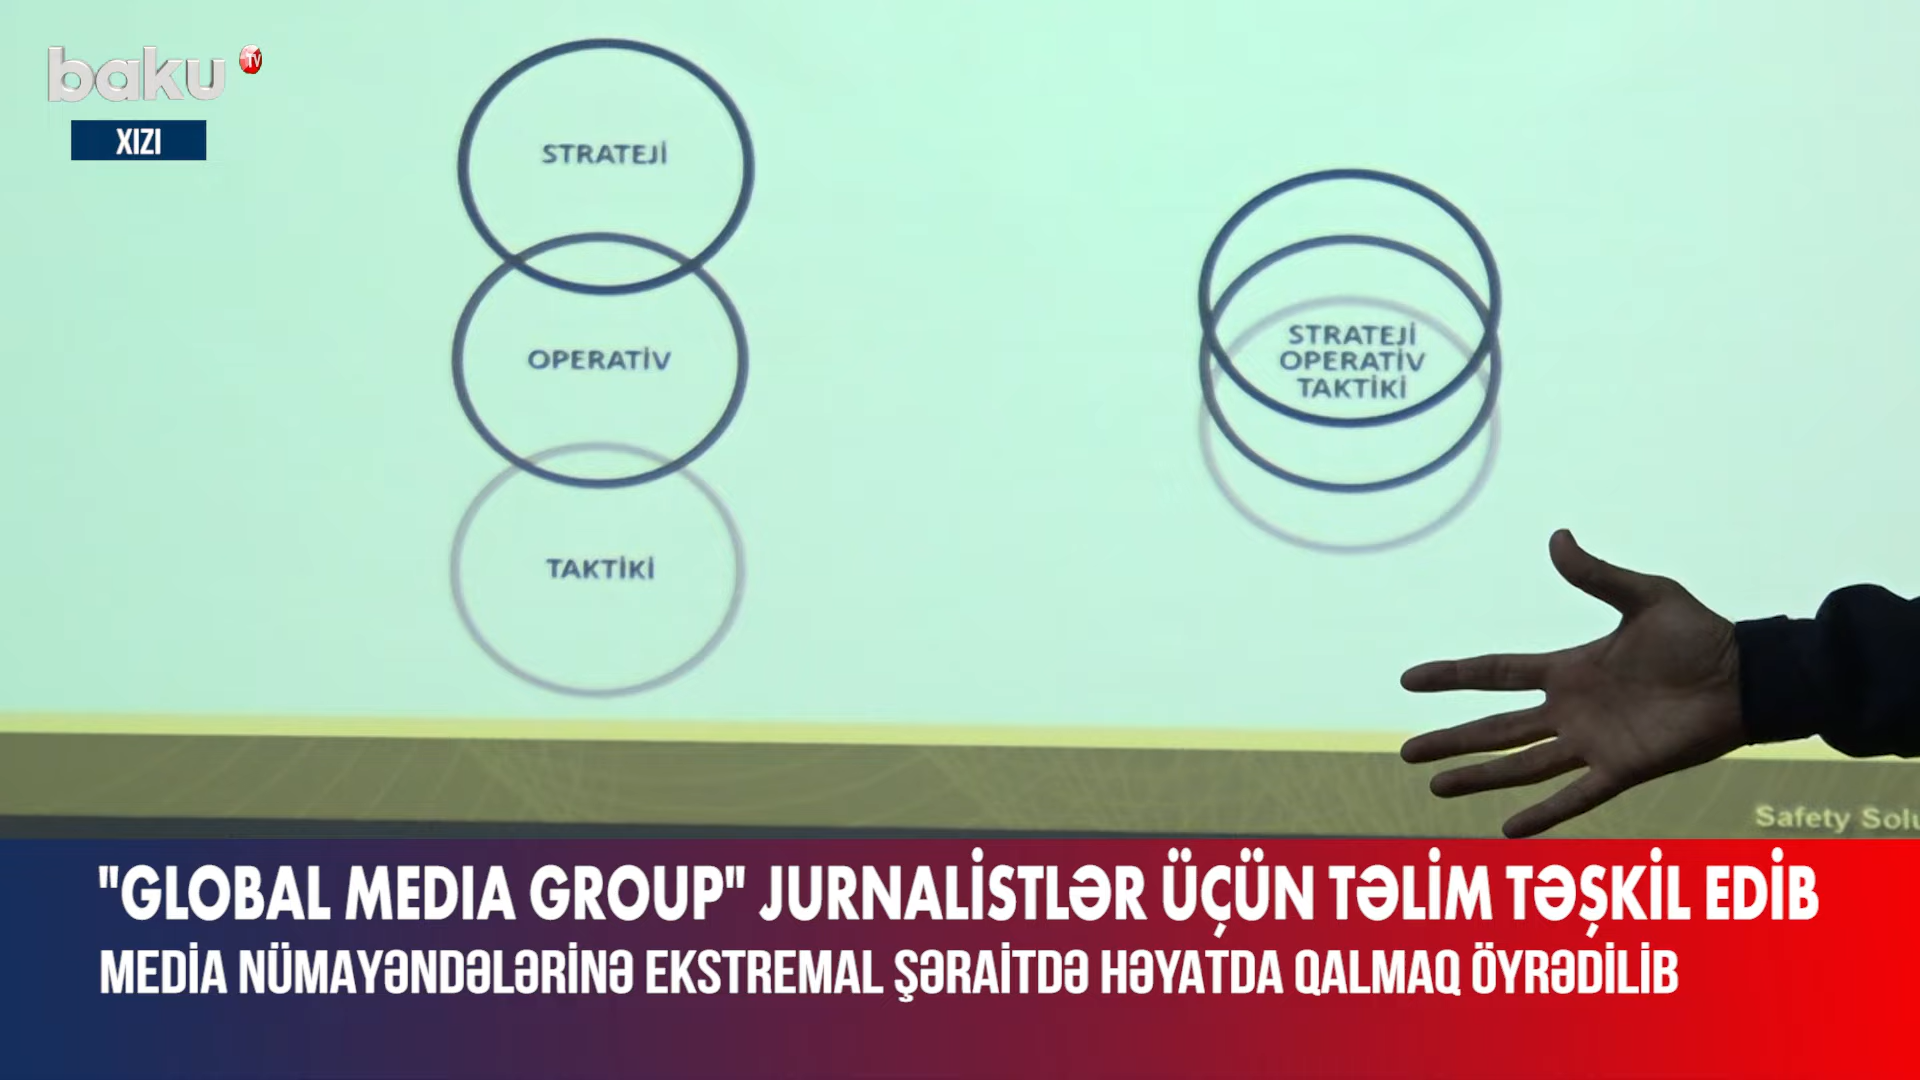 baku TV
XIZI
STRATEJİ
OPERATİV
TAKTİKİ
STRATEJİ
OPERATİV
TAKTİKİ
Safety
"GLOBAL MEDIA GROUP" JURNALİSTLƏR ÜÇÜN TƏLİM TƏŞKİL EDİB
MEDİA NÜMAYƏNDƏLƏRİNƏ EKSTREMAL ŞƏRAİTDƏ HƏYATDA QALMAQ ÖYRƏDİLİB